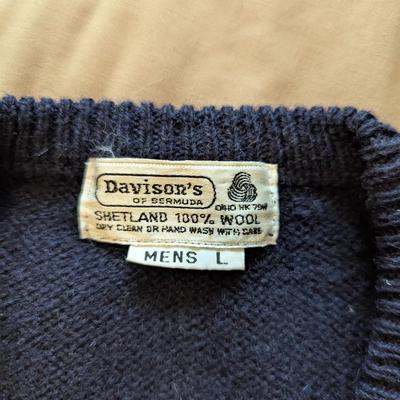 Davison's
OF BERMUDA
SHETLAND 100% WOOL
DRY CLEAN OR HAND WASH WITH CARE
MENS L